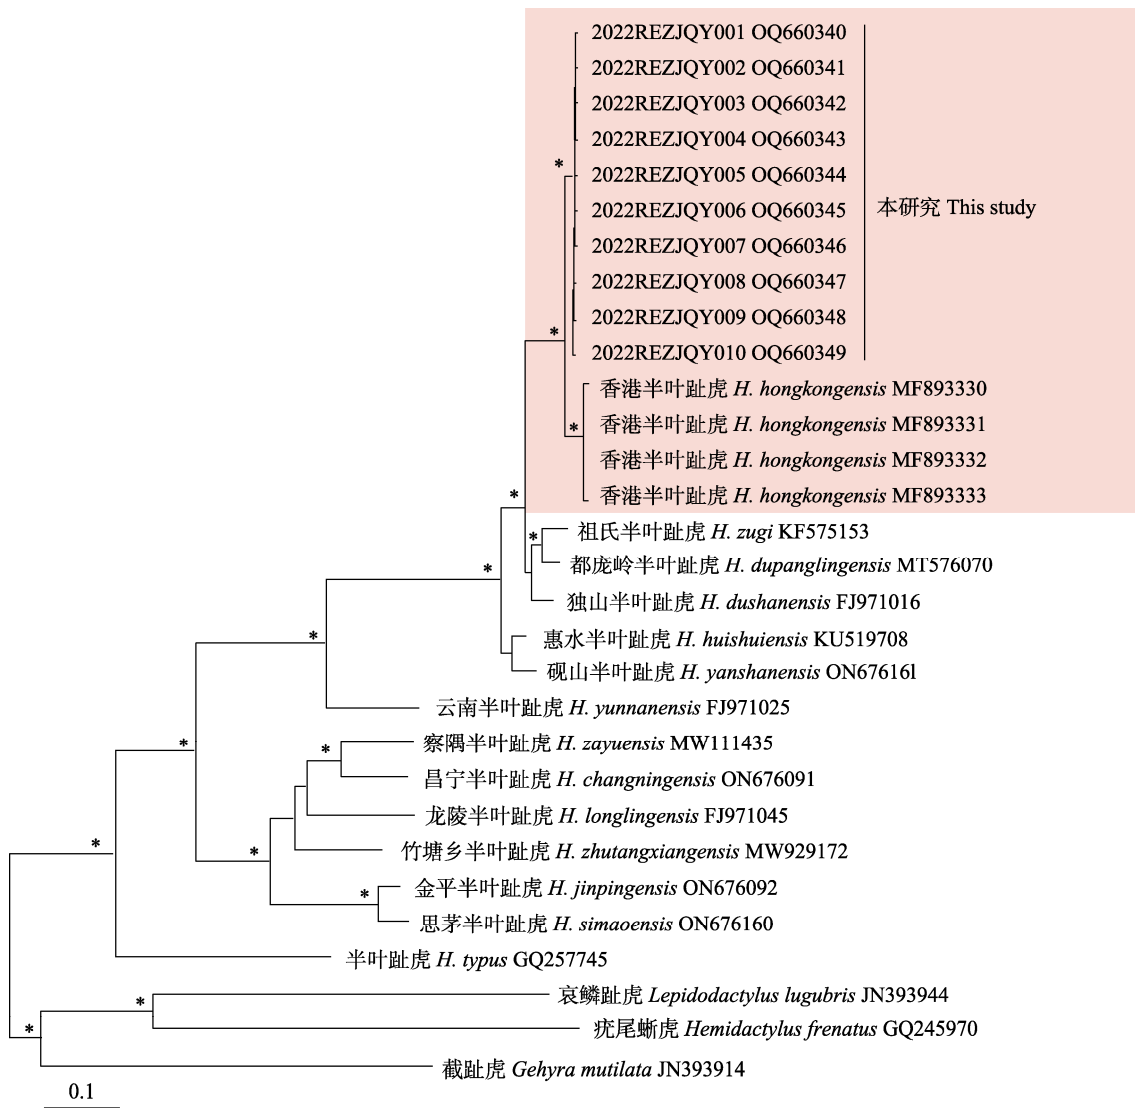 2022REZJQY001 OQ660340
2022REZJQY002 OQ660341
2022REZJQY003 OQ660342
2022REZJQY004 OQ660343
*
2022REZJQY005 OQ660344
2022REZJQY006 OQ660345
本研究 This study
2022REZJQY007 OQ660346
2022REZJQY008 OQ660347
2022REZJQY009 OQ660348
*
2022REZJQY010 OQ660349
香港半叶趾虎 H. hongkongensis MF893330
香港半叶趾虎 H. hongkongensis MF893331
*
香港半叶趾虎 H. hongkongensis MF893332
香港半叶趾虎 H. hongkongensis MF893333
*
祖氏半叶趾虎 H. zugi KF575153
*
都庞岭半叶趾虎 H. dupanglingensis MT576070
*
独山半叶趾虎 H. dushanensis FJ971016
*
惠水半叶趾虎 H. huishuiensis KU519708
砚山半叶趾虎 H. yanshanensis ON67616l
云南半叶趾虎 H. yunnanensis FJ971025
*
察隅半叶趾虎 H. zayuensis MW111435
*
昌宁半叶趾虎 H. changningensis ON676091
龙陵半叶趾虎 H. longlingensis FJ971045
*
竹塘乡半叶趾虎 H. zhutangxiangensis MW929172
*
金平半叶趾虎 H. jinpingensis ON676092
*
思茅半叶趾虎 H. simaoensis ON676160
半叶趾虎 H. typus GQ257745
哀鳞趾虎 Lepidodactylus lugubris JN393944
*
疣尾蜥虎 Hemidactylus frenatus GQ245970
*
截趾虎 Gehyra mutilata JN393914
0.1